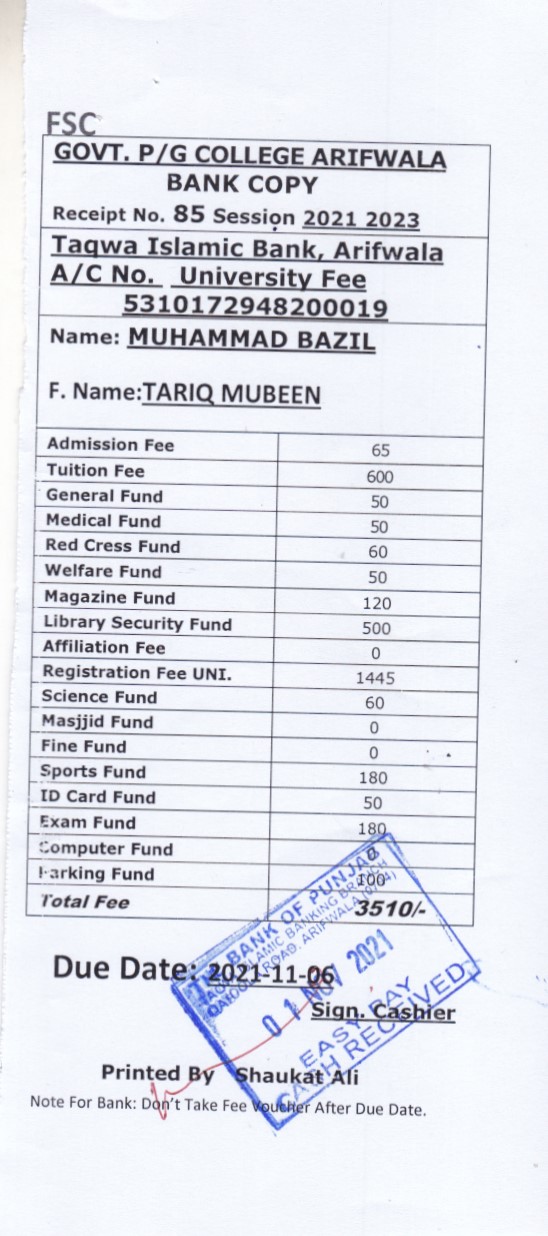 FSC
GOVT. P/G COLLEGE ARIFWALA
BANK COPY
Receipt No. 85 Session 2021 2023
Taqwa Islamic Bank, Arifwala
A/C No. University Fee
5310172948200019
Name: MUHAMMAD BAZIL
F. Name:TARIQ MUBEEN
Admission Fee 65
Tuition Fee 600
General Fund 50
Medical Fund 50
Red Cress Fund 60
Welfare Fund 50
Magazine Fund 120
Library Security Fund 500
Affiliation Fee 0
Registration Fee UNI. 1445
Science Fund 60
Masjjid Fund 0
Fine Fund 0
Sports Fund 180
ID Card Fund 50
Exam Fund 180
Computer Fund 0
Parking Fund 100
Total Fee 3510/-
THE BANK OF PUNJAB
ISLAMIC BANKING BRANCH
ROAD, ARIFWALA
01 NOV 2021
EASY PAY
CASH RECEIVED
Due Date: 2021-11-06
Sign. Cashier
Printed By Shaukat Ali
Note For Bank: Don't Take Fee Voucher After Due Date.